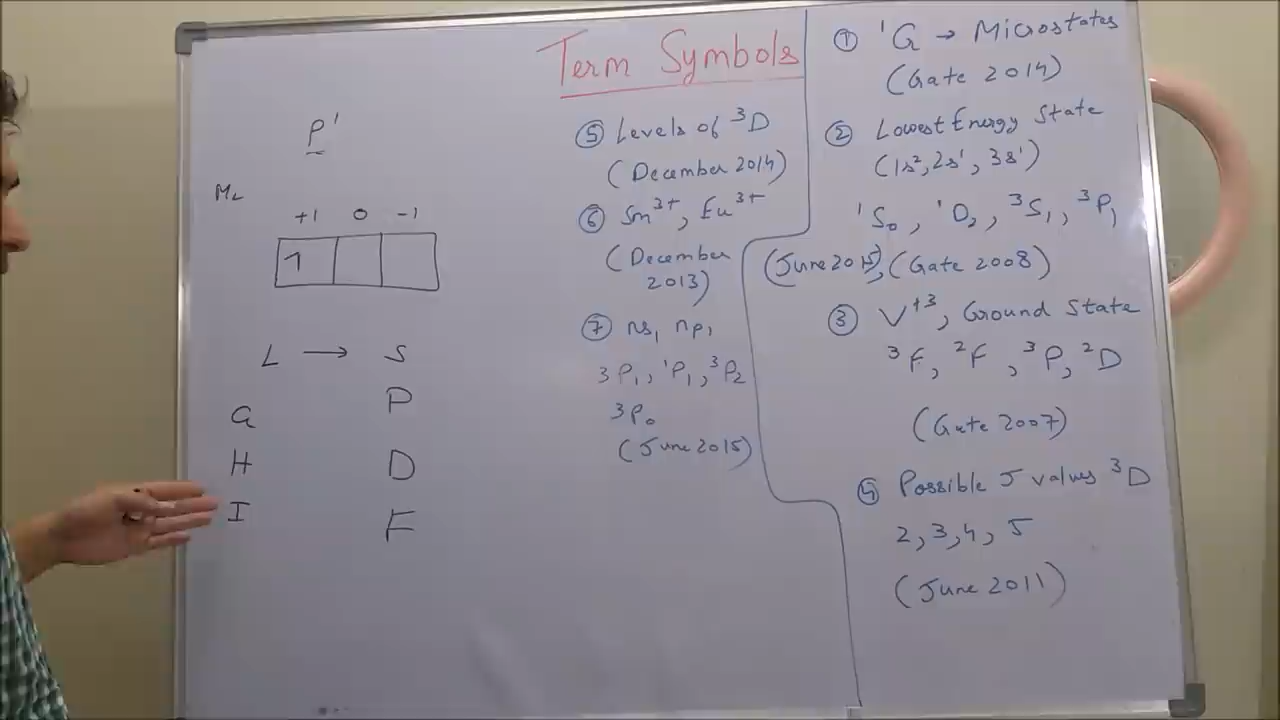 Term Symbols
P¹
M_L
+1 0 -1
1
L → S
P
D
F
G
H
I
⑤ Levels of ³D
(December 2014)
⑥ Sm³⁺, Eu³⁺
(December
2013)
⑦ ns, np,
3P₁, ¹P₁, ³P₂
³P₀
(June 2015)
① ¹G → Microstates
(Gate 2014)
② Lowest Energy State
(1s², 2s¹, 3s¹)
¹S₀, ¹D₂, ³S₁, ³P₁
(June 2015), (Gate 2008)
③ V⁺³, Ground State
³F, ²F, ³P, ²D
(Gate 2007)
④ Possible J values ³D
2, 3, 4, 5
(June 2011)